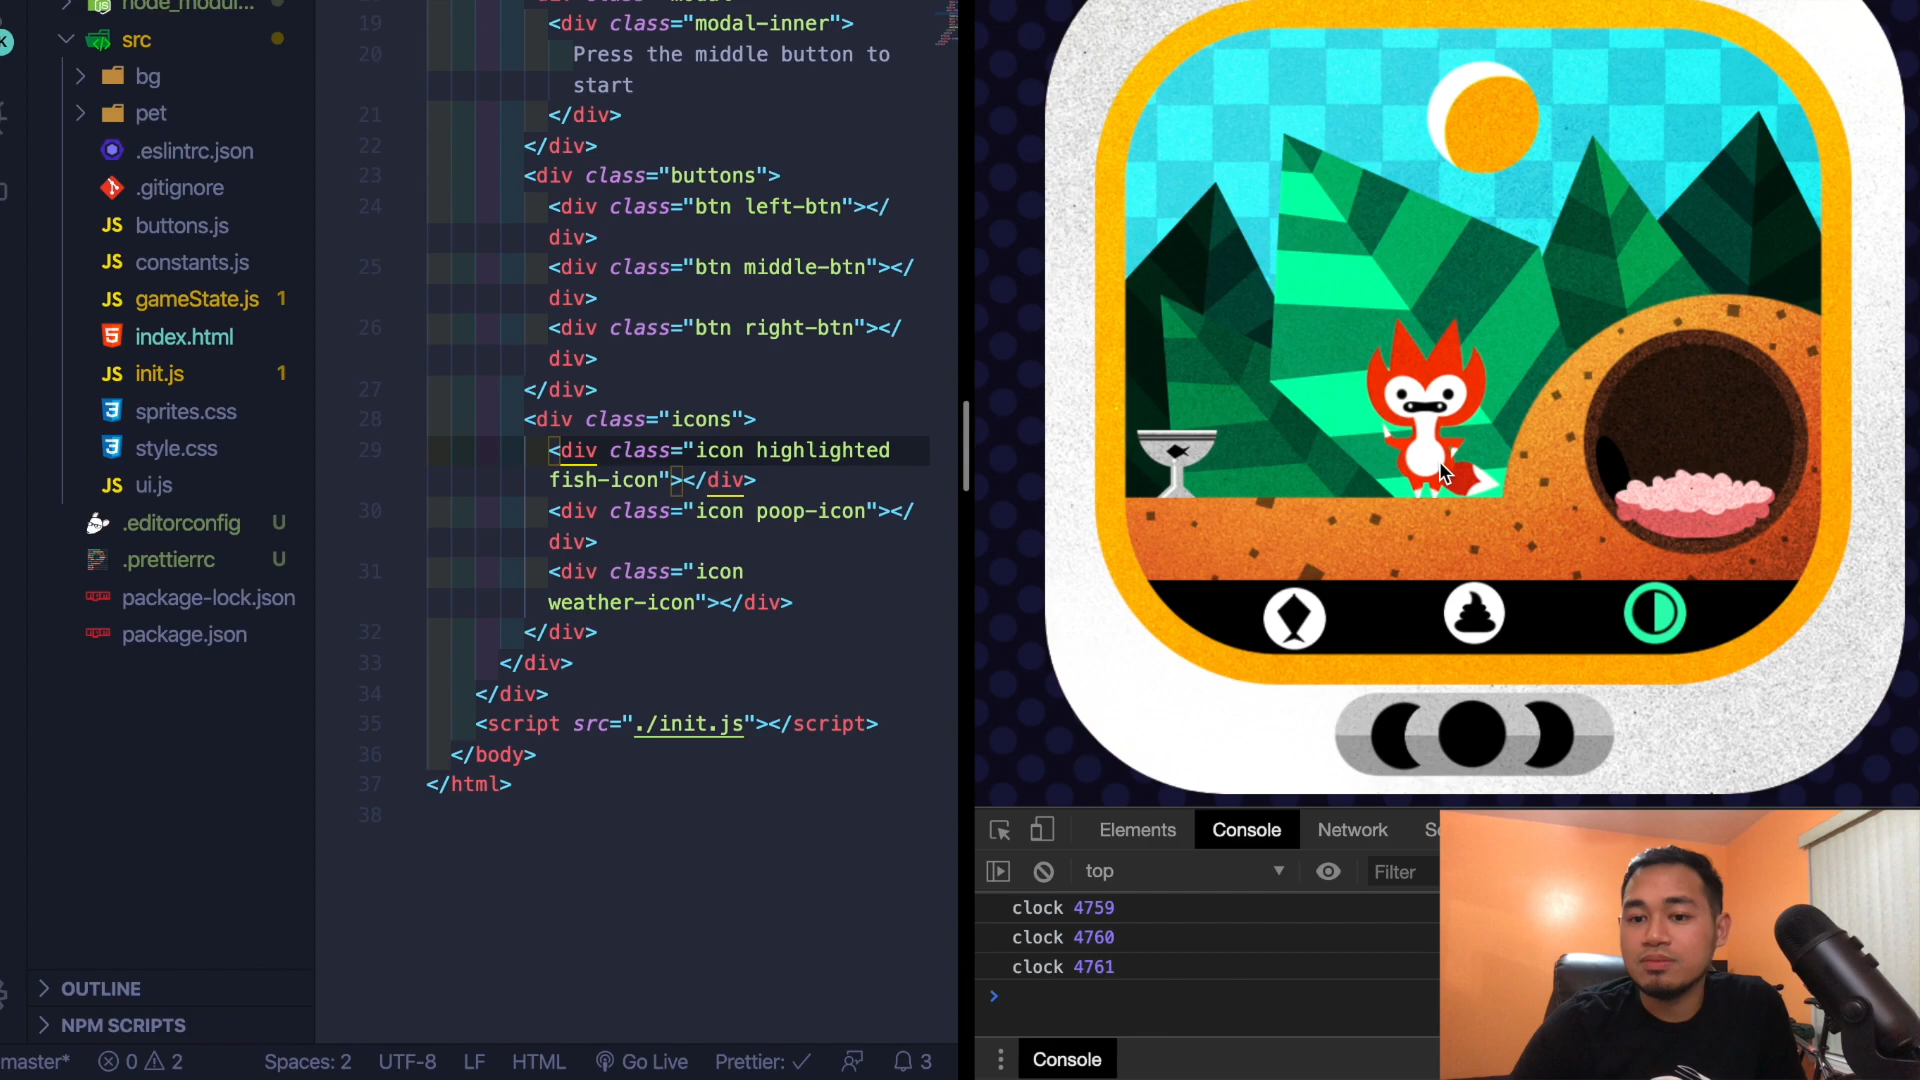 node_modul...
src
bg
pet
.eslintrc.json
.gitignore
JS buttons.js
JS constants.js
JS gameState.js 1
5 index.html
JS init.js 1
3 sprites.css
3 style.css
JS ui.js
.editorconfig U
.prettierrc U
package-lock.json
package.json
OUTLINE
NPM SCRIPTS
19 <div class="modal-inner">
20 Press the middle button to
start
21 </div>
22 </div>
23 <div class="buttons">
24 <div class="btn left-btn"></
div>
25 <div class="btn middle-btn"></
div>
26 <div class="btn right-btn"></
div>
27 </div>
28 <div class="icons">
29 <div class="icon highlighted
fish-icon"></div>
30 <div class="icon poop-icon"></
div>
31 <div class="icon
weather-icon"></div>
32 </div>
33 </div>
34 </div>
35 <script src="./init.js"></script>
36 </body>
37 </html>
38
Elements Console Network
top Filter
clock 4759
clock 4760
clock 4761
>
Console
master* 0 2 Spaces: 2 UTF-8 LF HTML Go Live Prettier: ✓ 3